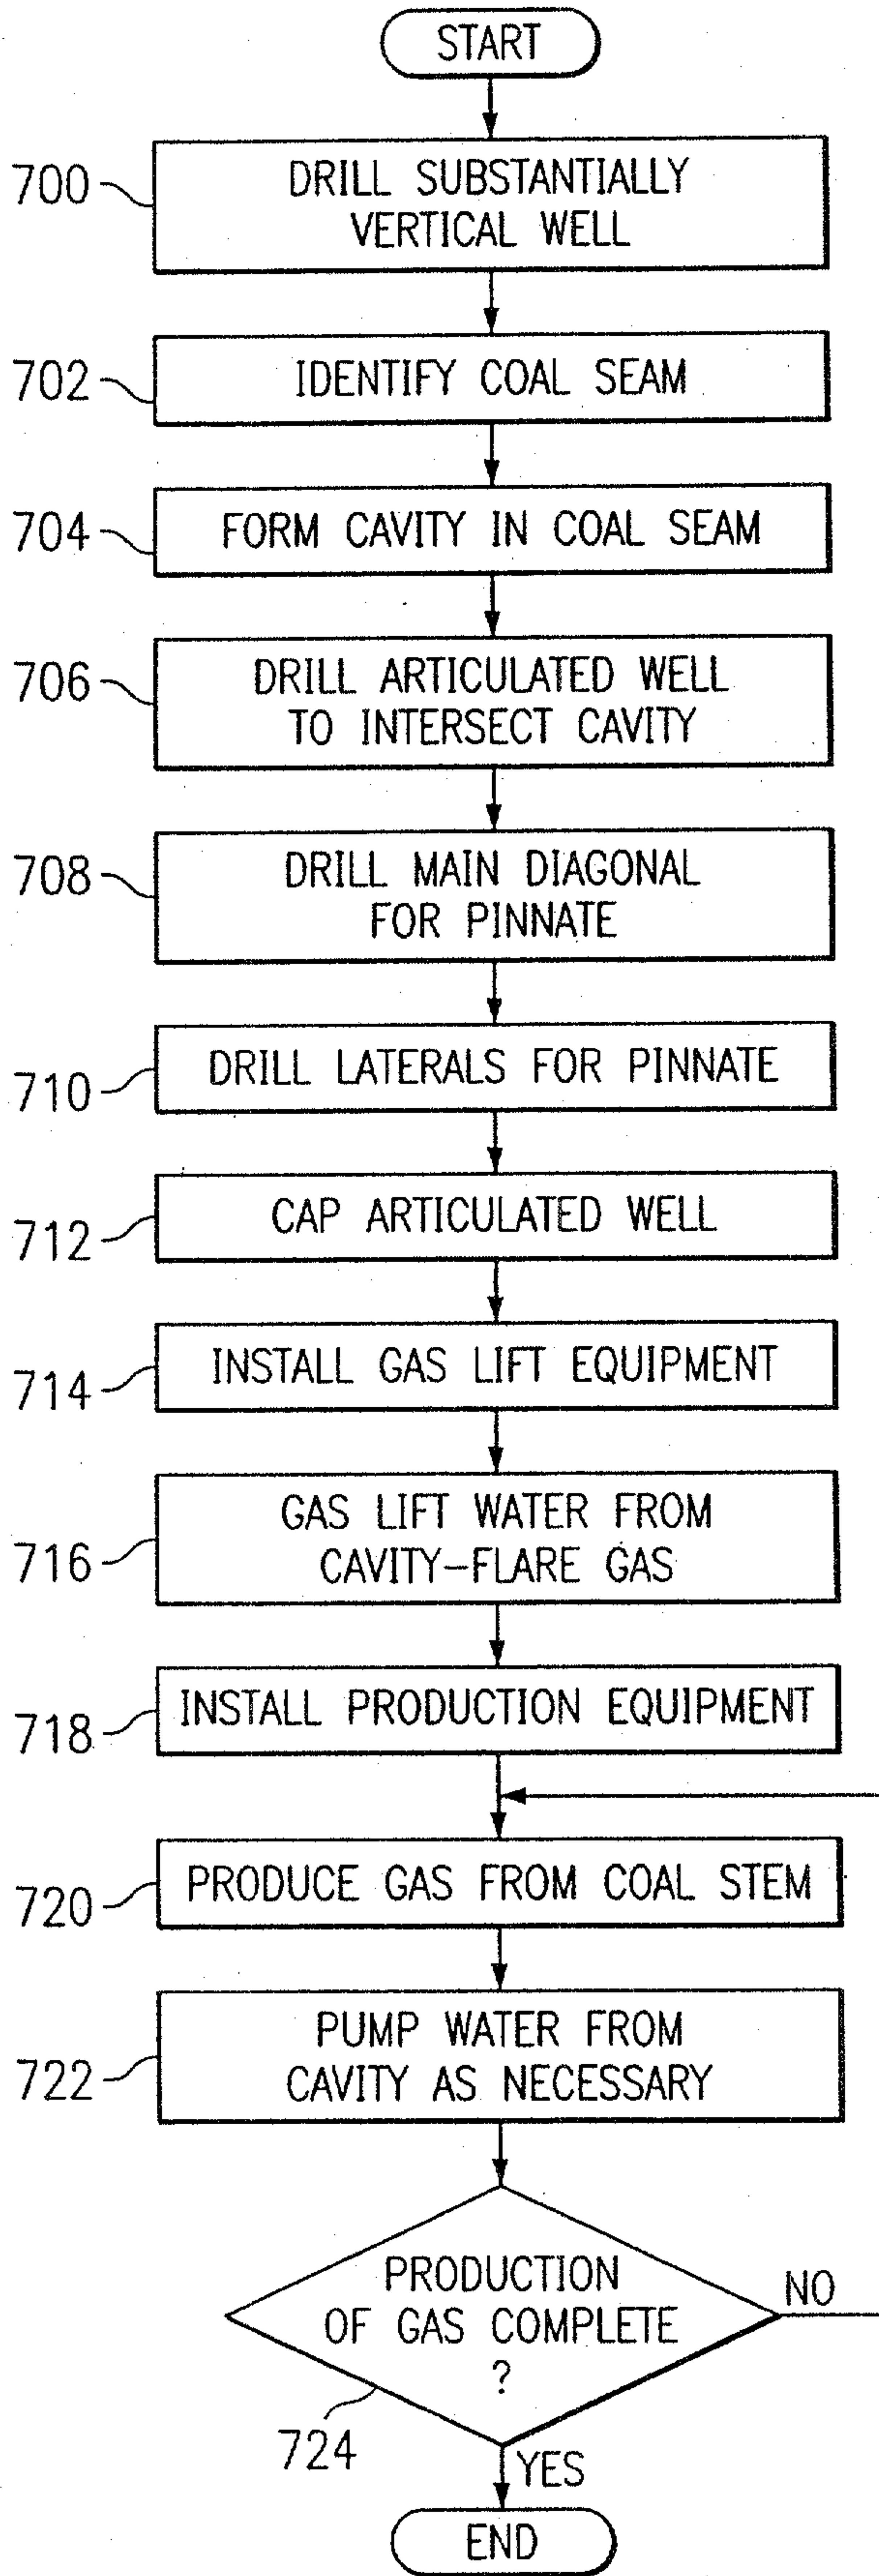 START
700
DRILL SUBSTANTIALLY
VERTICAL WELL
702
IDENTIFY COAL SEAM
704
FORM CAVITY IN COAL SEAM
706
DRILL ARTICULATED WELL
TO INTERSECT CAVITY
708
DRILL MAIN DIAGONAL
FOR PINNATE
710
DRILL LATERALS FOR PINNATE
712
CAP ARTICULATED WELL
714
INSTALL GAS LIFT EQUIPMENT
716
GAS LIFT WATER FROM
CAVITY-FLARE GAS
718
INSTALL PRODUCTION EQUIPMENT
720
PRODUCE GAS FROM COAL STEM
722
PUMP WATER FROM
CAVITY AS NECESSARY
PRODUCTION
OF GAS COMPLETE
?
NO
724
YES
END